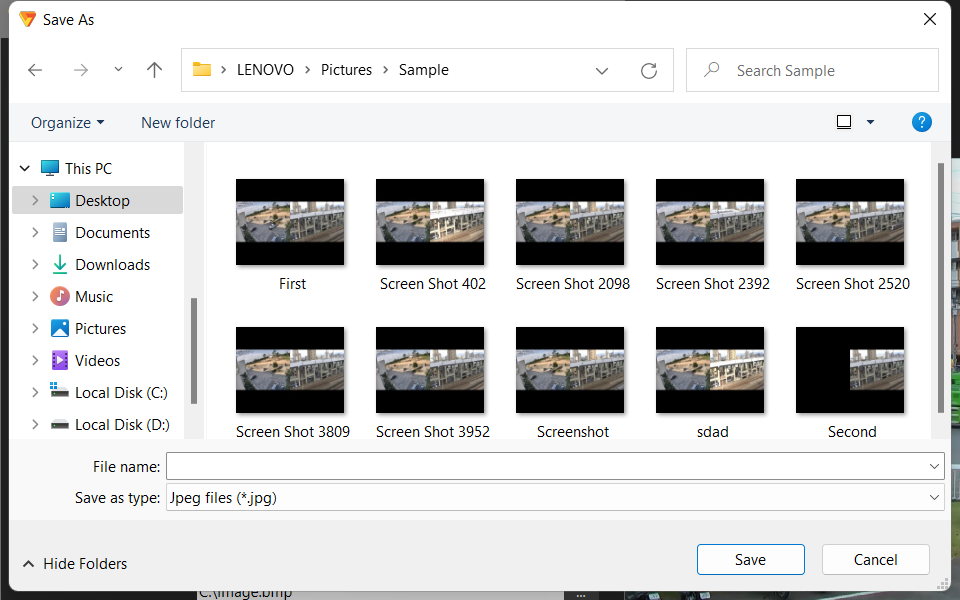 Save As
LENOVO Pictures Sample
Search Sample
Organize New folder
?
This PC
Desktop
Documents
Downloads
Music
Pictures
Videos
Local Disk (C:)
Local Disk (D:)
First Screen Shot 402 Screen Shot 2098 Screen Shot 2392 Screen Shot 2520
Screen Shot 3809 Screen Shot 3952 Screenshot sdad Second
File name:
Save as type: Jpeg files (*.jpg)
Hide Folders Save Cancel
C:\image.bmp ...